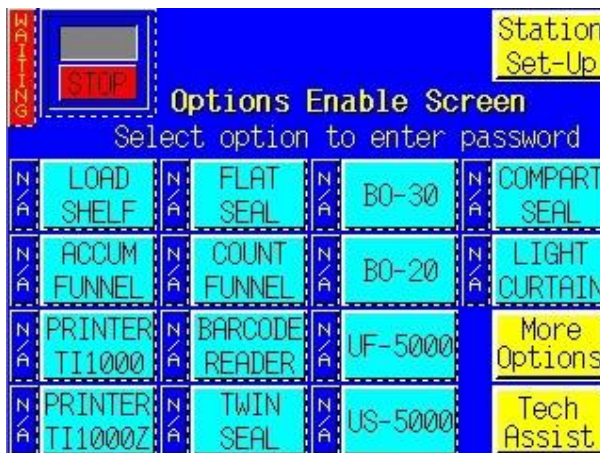 WAITING
STOP
Station
Set-Up
Options Enable Screen
Select option to enter password
N/A LOAD SHELF N/A FLAT SEAL N/A BO-30 N/A COMPART SEAL
N/A ACCUM FUNNEL N/A COUNT FUNNEL N/A BO-20 N/A LIGHT CURTAIN
N/A PRINTER TI1000 N/A BARCODE READER N/A UF-5000 More Options
N/A PRINTER TI1000Z N/A TWIN SEAL N/A US-5000 Tech Assist